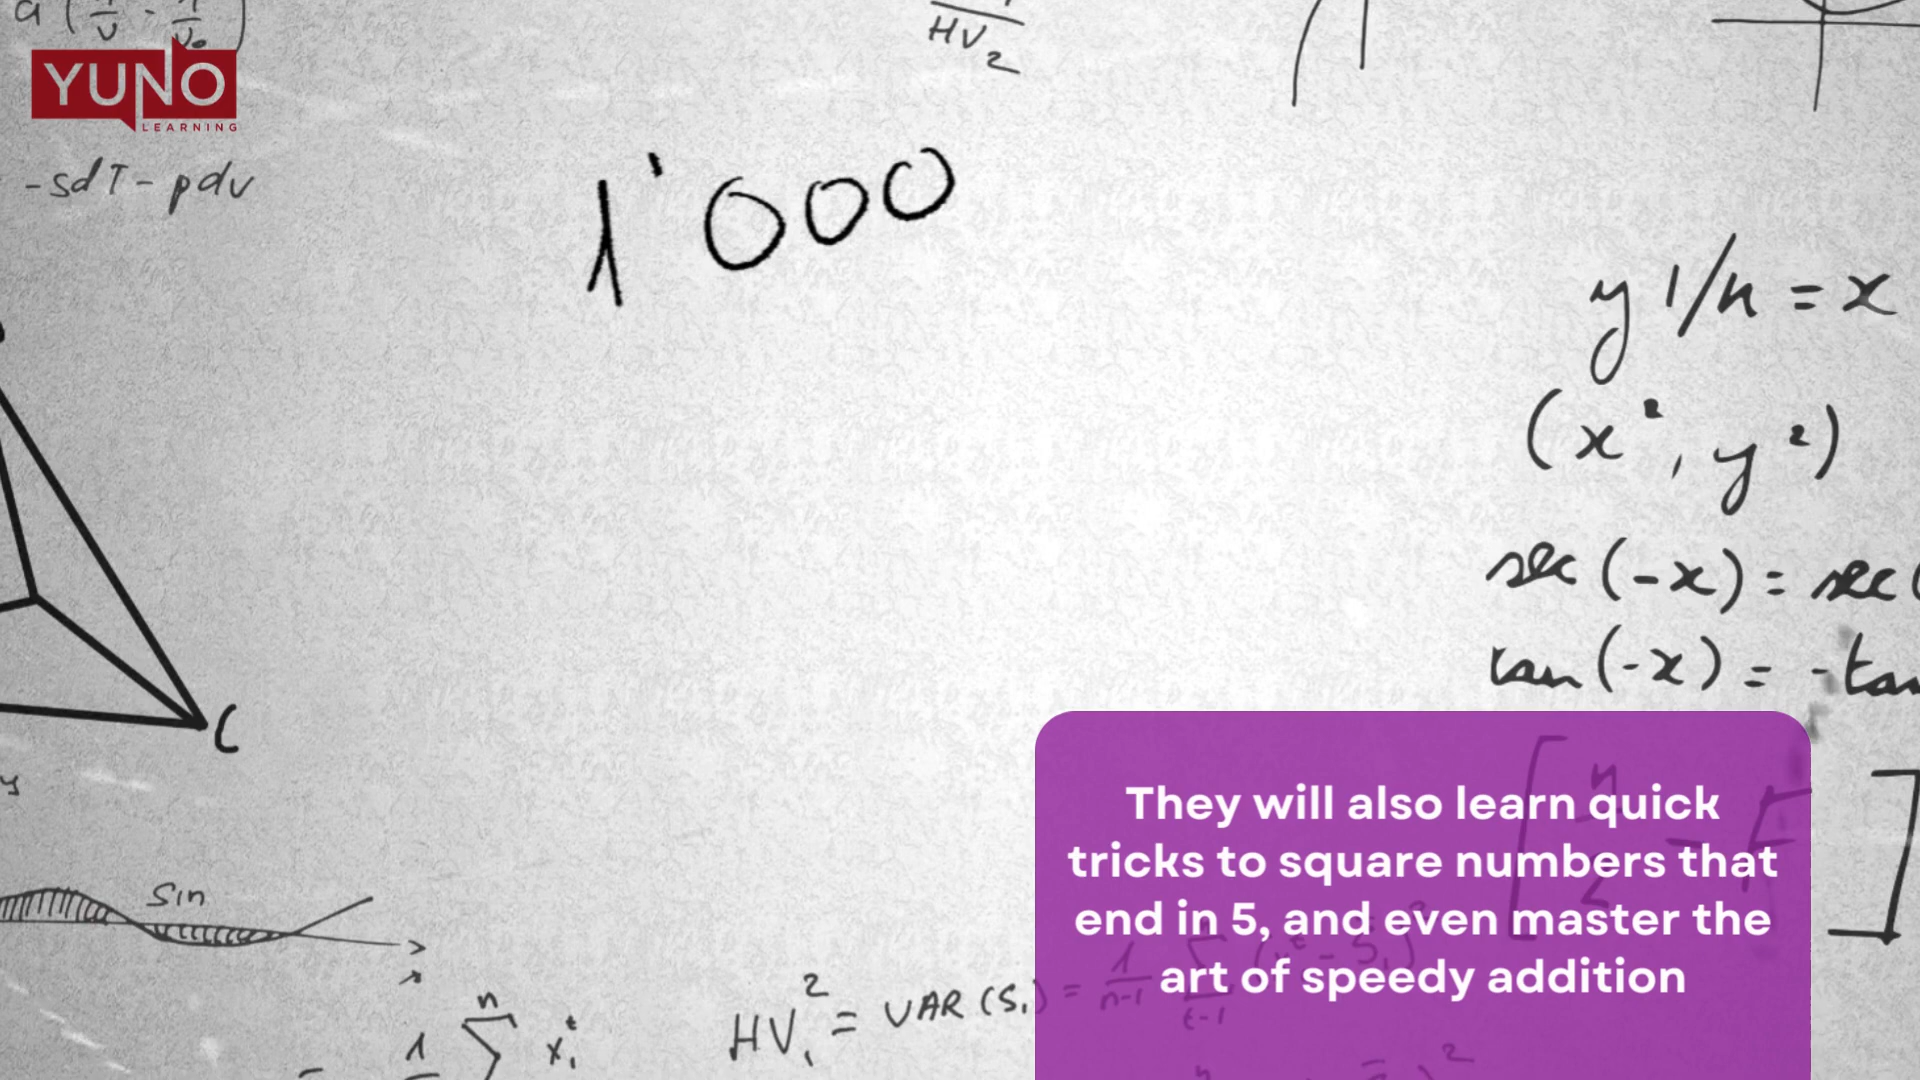 HV2
YUNO
LEARNING
-sdT- pdv
1'000
y 1/n = x
(x², y²)
sec (-x) = sec (
tan (-x) = -tan
C
Sin
They will also learn quick
tricks to square numbers that
end in 5, and even master the
art of speedy addition
HV₁² = VAR (S₁) =